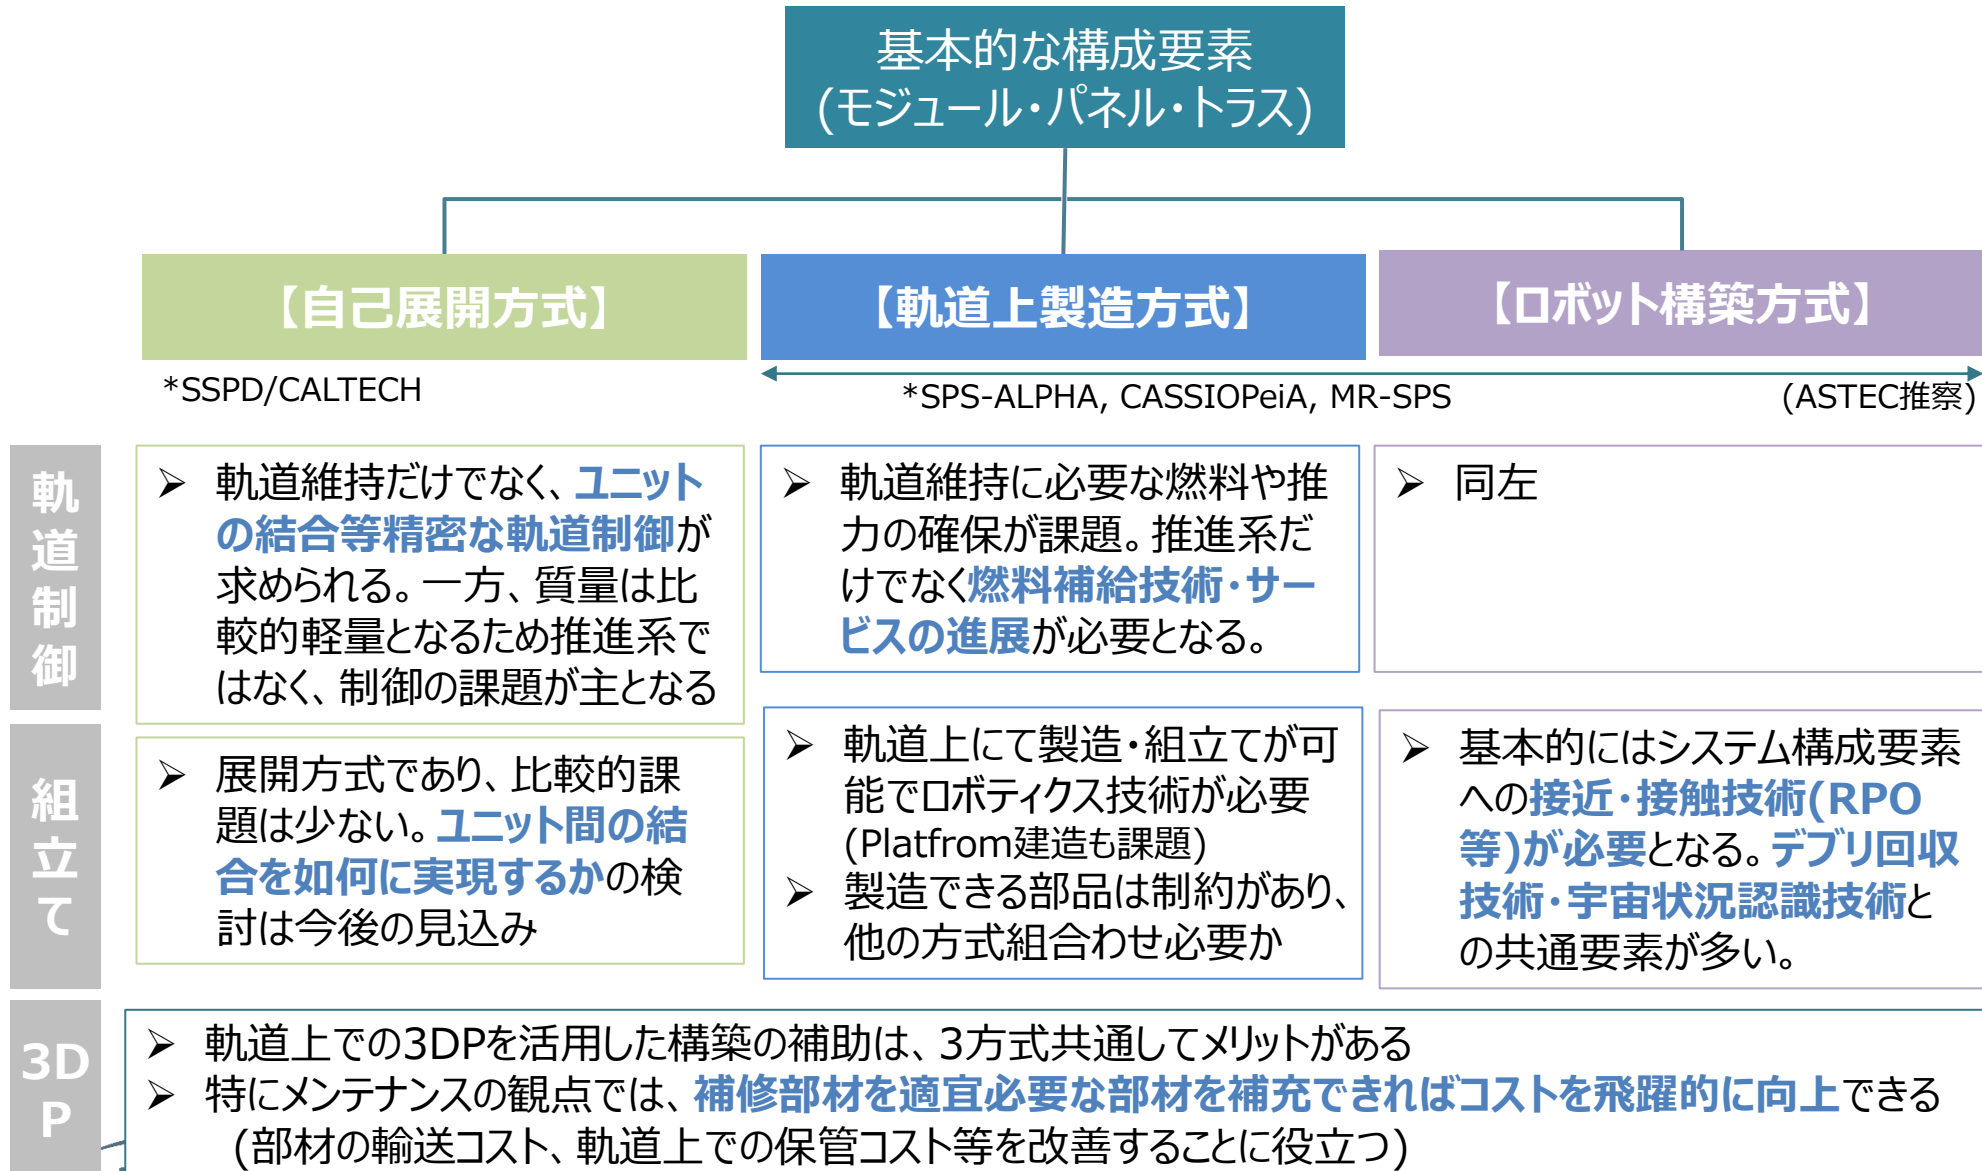 基本的な構成要素
(モジュール・パネル・トラス)
【自己展開方式】
【軌道上製造方式】
【ロボット構築方式】
*SSPD/CALTECH
*SPS-ALPHA, CASSIOPeiA, MR-SPS
(ASTEC推察)
軌道制御
➢ 軌道維持だけでなく、ユニット
の結合等精密な軌道制御が
求められる。一方、質量は比
較的軽量となるため推進系で
はなく、制御の課題が主となる
➢ 軌道維持に必要な燃料や推
力の確保が課題。推進系だ
けでなく燃料補給技術・サー
ビスの進展が必要となる。
➢ 同左
組立て
➢ 展開方式であり、比較的課
題は少ない。ユニット間の結
合を如何に実現するかの検
討は今後の見込み
➢ 軌道上にて製造・組立てが可
能でロボティクス技術が必要
(Platfrom建造も課題)
➢ 製造できる部品は制約があり、
他の方式組合わせ必要か
➢ 基本的にはシステム構成要素
への接近・接触技術(RPO
等)が必要となる。デブリ回収
技術・宇宙状況認識技術と
の共通要素が多い。
3D
P
➢ 軌道上での3DPを活用した構築の補助は、3方式共通してメリットがある
➢ 特にメンテナンスの観点では、補修部材を適宜必要な部材を補充できればコストを飛躍的に向上できる
(部材の輸送コスト、軌道上での保管コスト等を改善することに役立つ)